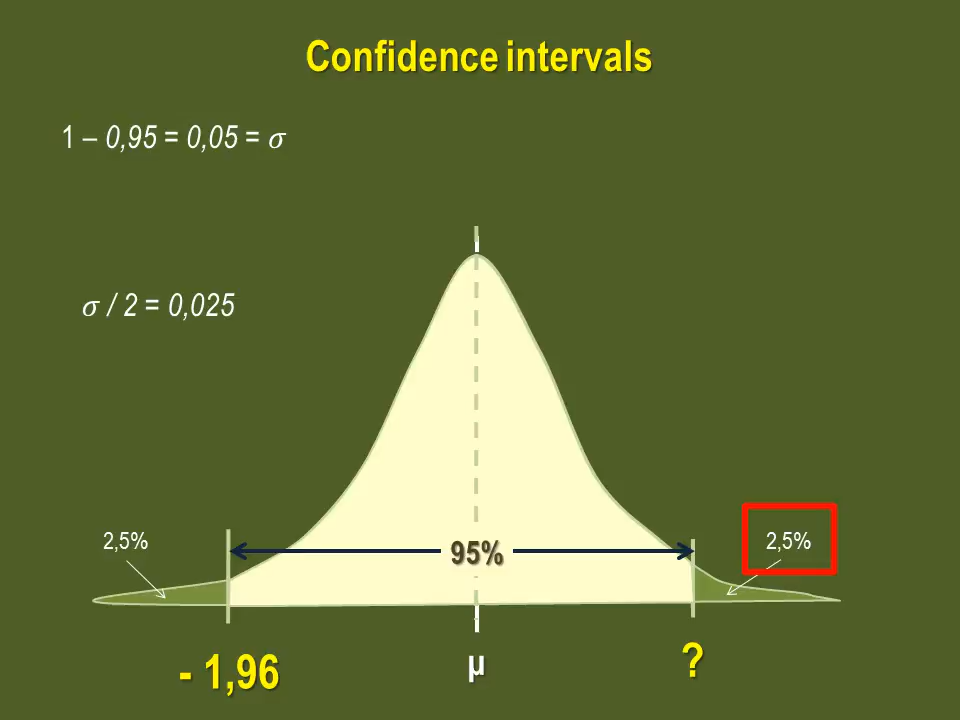 Confidence intervals
1 – 0,95 = 0,05 = σ
σ / 2 = 0,025
2,5%
95%
2,5%
- 1,96
μ
?